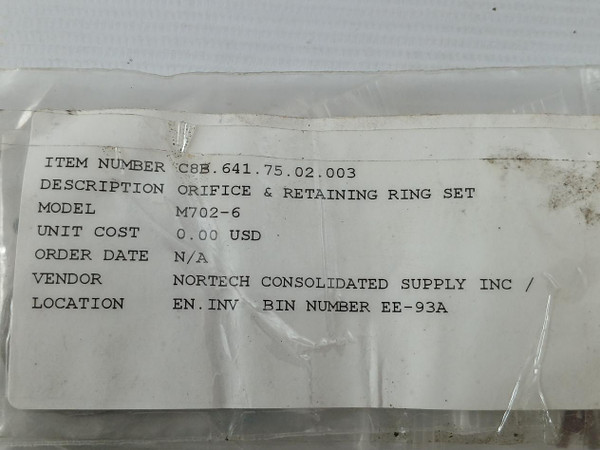 ITEM NUMBER C8B.641.75.02.003
DESCRIPTION ORIFICE & RETAINING RING SET
MODEL M702-6
UNIT COST 0.00 USD
ORDER DATE N/A
VENDOR NORTECH CONSOLIDATED SUPPLY INC /
LOCATION EN.INV BIN NUMBER EE-93A